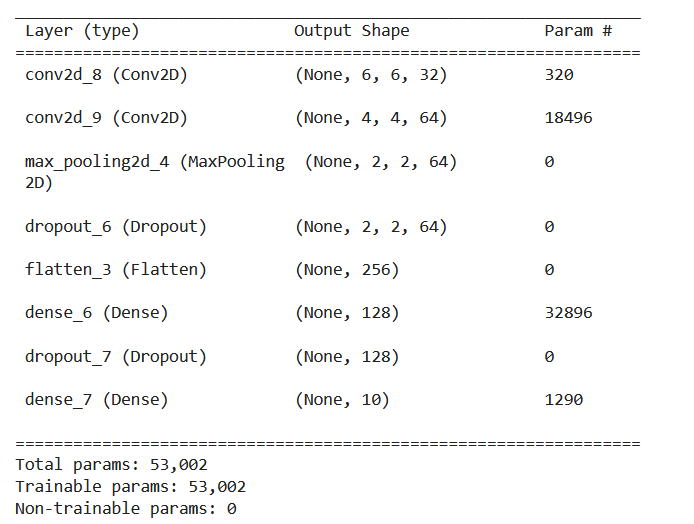 Layer (type) Output Shape Param #
=================================================================
conv2d_8 (Conv2D) (None, 6, 6, 32) 320
conv2d_9 (Conv2D) (None, 4, 4, 64) 18496
max_pooling2d_4 (MaxPooling (None, 2, 2, 64) 0
2D)
dropout_6 (Dropout) (None, 2, 2, 64) 0
flatten_3 (Flatten) (None, 256) 0
dense_6 (Dense) (None, 128) 32896
dropout_7 (Dropout) (None, 128) 0
dense_7 (Dense) (None, 10) 1290
=================================================================
Total params: 53,002
Trainable params: 53,002
Non-trainable params: 0